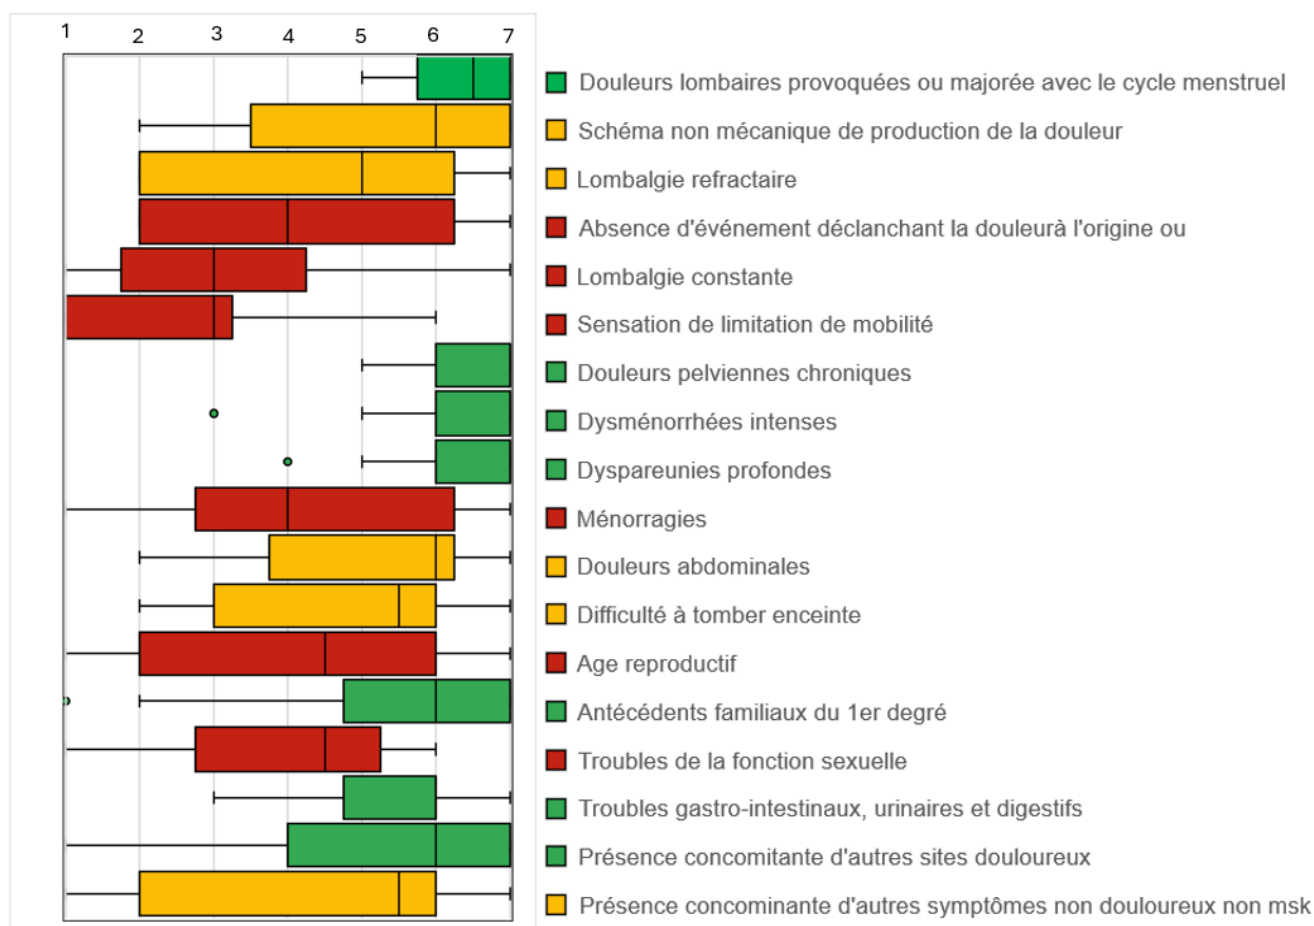 1 2 3 4 5 6 7
Douleurs lombaires provoquées ou majorée avec le cycle menstruel
Schéma non mécanique de production de la douleur
Lombalgie refractaire
Absence d'événement déclanchant la douleurà l'origine ou
Lombalgie constante
Sensation de limitation de mobilité
Douleurs pelviennes chroniques
Dysménorrhées intenses
Dyspareunies profondes
Ménorragies
Douleurs abdominales
Difficulté à tomber enceinte
Age reproductif
Antécédents familiaux du 1er degré
Troubles de la fonction sexuelle
Troubles gastro-intestinaux, urinaires et digestifs
Présence concomitante d'autres sites douloureux
Présence concominante d'autres symptômes non douloureux non msk